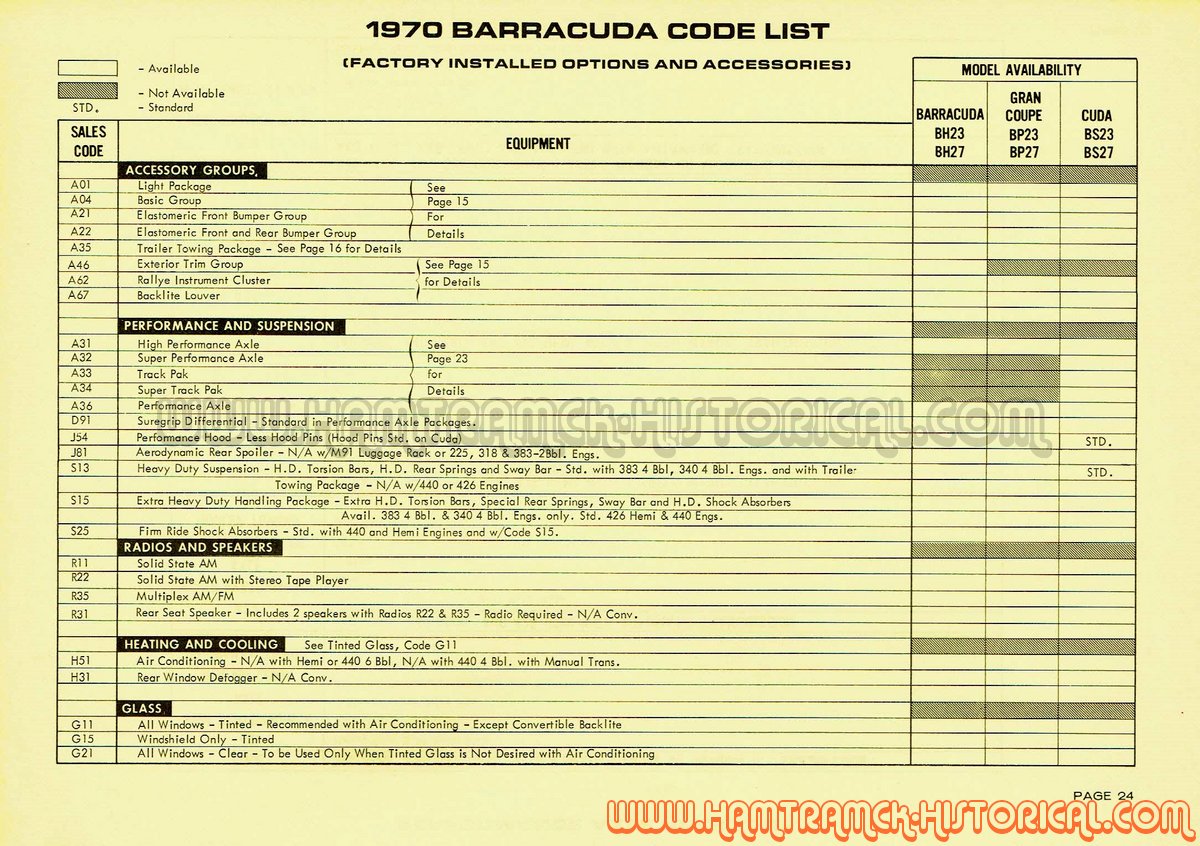 1970 BARRACUDA CODE LIST
(FACTORY INSTALLED OPTIONS AND ACCESSORIES)
- Available
- Not Available
STD. - Standard
MODEL AVAILABILITY
SALES CODE EQUIPMENT BARRACUDA BH23 BH27 GRAN COUPE BP23 BP27 CUDA BS23 BS27
ACCESSORY GROUPS.
A01 Light Package See
A04 Basic Group Page 15
A21 Elastomeric Front Bumper Group For
A22 Elastomeric Front and Rear Bumper Group Details
A35 Trailer Towing Package - See Page 16 for Details
A46 Exterior Trim Group See Page 15
A62 Rallye Instrument Cluster for Details
A67 Backlite Louver
PERFORMANCE AND SUSPENSION
A31 High Performance Axle See
A32 Super Performance Axle Page 23
A33 Track Pak for
A34 Super Track Pak Details
A36 Performance Axle
WWW.HAMTRAMCK-HISTORICAL.COM
D91 Suregrip Differential - Standard in Performance Axle Packages.
J54 Performance Hood - Less Hood Pins (Hood Pins Std. on Cuda) STD.
J81 Aerodynamic Rear Spoiler - N/A w/M91 Luggage Rack or 225, 318 & 383-2Bbl. Engs.
S13 Heavy Duty Suspension - H.D. Torsion Bars, H.D. Rear Springs and Sway Bar - Std. with 383 4 Bbl, 340 4 Bbl. Engs. and with Trailer STD.
Towing Package - N/A w/440 or 426 Engines
S15 Extra Heavy Duty Handling Package - Extra H.D. Torsion Bars, Special Rear Springs, Sway Bar and H.D. Shock Absorbers
Avail. 383 4 Bbl. & 340 4 Bbl. Engs. only. Std. 426 Hemi & 440 Engs.
S25 Firm Ride Shock Absorbers - Std. with 440 and Hemi Engines and w/Code S15.
RADIOS AND SPEAKERS
R11 Solid State AM
R22 Solid State AM with Stereo Tape Player
R35 Multiplex AM/FM
R31 Rear Seat Speaker - Includes 2 speakers with Radios R22 & R35 - Radio Required - N/A Conv.
HEATING AND COOLING See Tinted Glass, Code G11
H51 Air Conditioning - N/A with Hemi or 440 6 Bbl, N/A with 440 4 Bbl. with Manual Trans.
H31 Rear Window Defogger - N/A Conv.
GLASS
G11 All Windows - Tinted - Recommended with Air Conditioning - Except Convertible Backlite
G15 Windshield Only - Tinted
G21 All Windows - Clear - To be Used Only When Tinted Glass is Not Desired with Air Conditioning
PAGE 24
WWW.HAMTRAMCK-HISTORICAL.COM